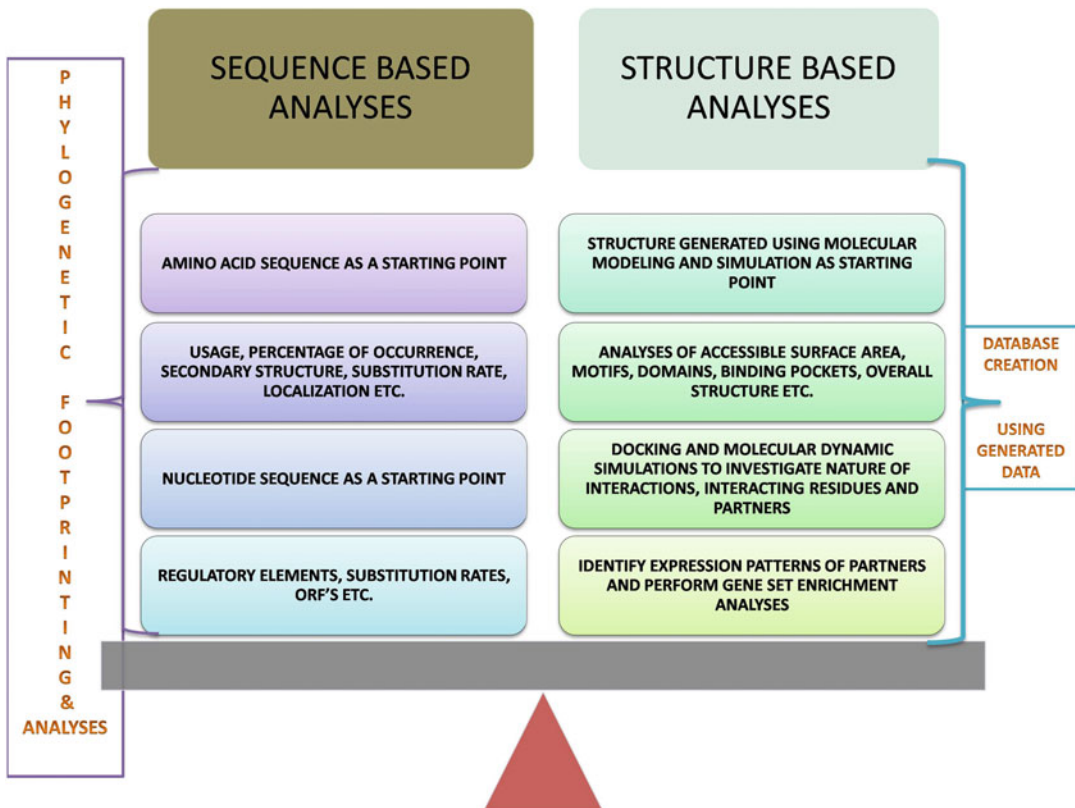 PHYLOGENETIC FOOTPRINTING &
ANALYSES
SEQUENCE BASED
ANALYSES
AMINO ACID SEQUENCE AS A STARTING POINT
USAGE, PERCENTAGE OF OCCURRENCE,
SECONDARY STRUCTURE, SUBSTITUTION RATE,
LOCALIZATION ETC.
NUCLEOTIDE SEQUENCE AS A STARTING POINT
REGULATORY ELEMENTS, SUBSTITUTION RATES,
ORF'S ETC.
STRUCTURE BASED
ANALYSES
STRUCTURE GENERATED USING MOLECULAR
MODELING AND SIMULATION AS STARTING
POINT
ANALYSES OF ACCESSIBLE SURFACE AREA,
MOTIFS, DOMAINS, BINDING POCKETS, OVERALL
STRUCTURE ETC.
DOCKING AND MOLECULAR DYNAMIC
SIMULATIONS TO INVESTIGATE NATURE OF
INTERACTIONS, INTERACTING RESIDUES AND
PARTNERS
IDENTIFY EXPRESSION PATTERNS OF PARTNERS
AND PERFORM GENE SET ENRICHMENT
ANALYSES
DATABASE
CREATION
USING
GENERATED
DATA